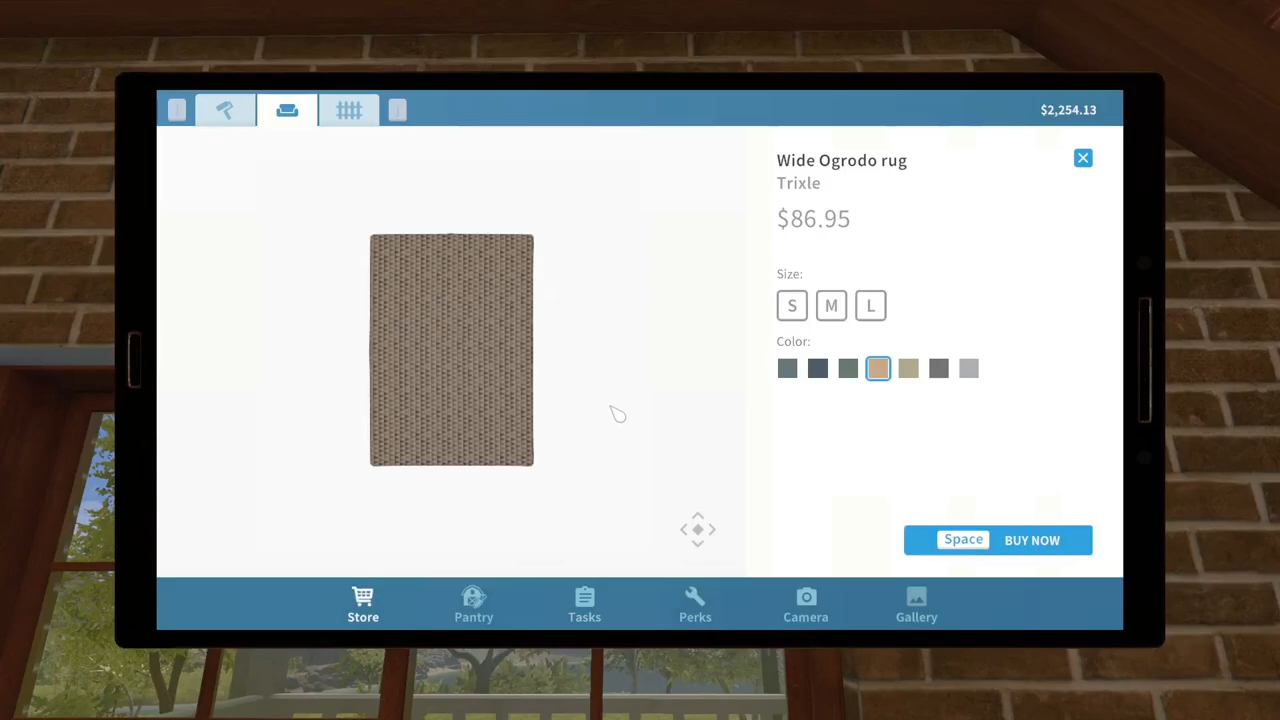 $2,254.13
Wide Ogrodo rug
Trixle
$86.95
Size:
S M L
Color:
Space BUY NOW
Store Pantry Tasks Perks Camera Gallery